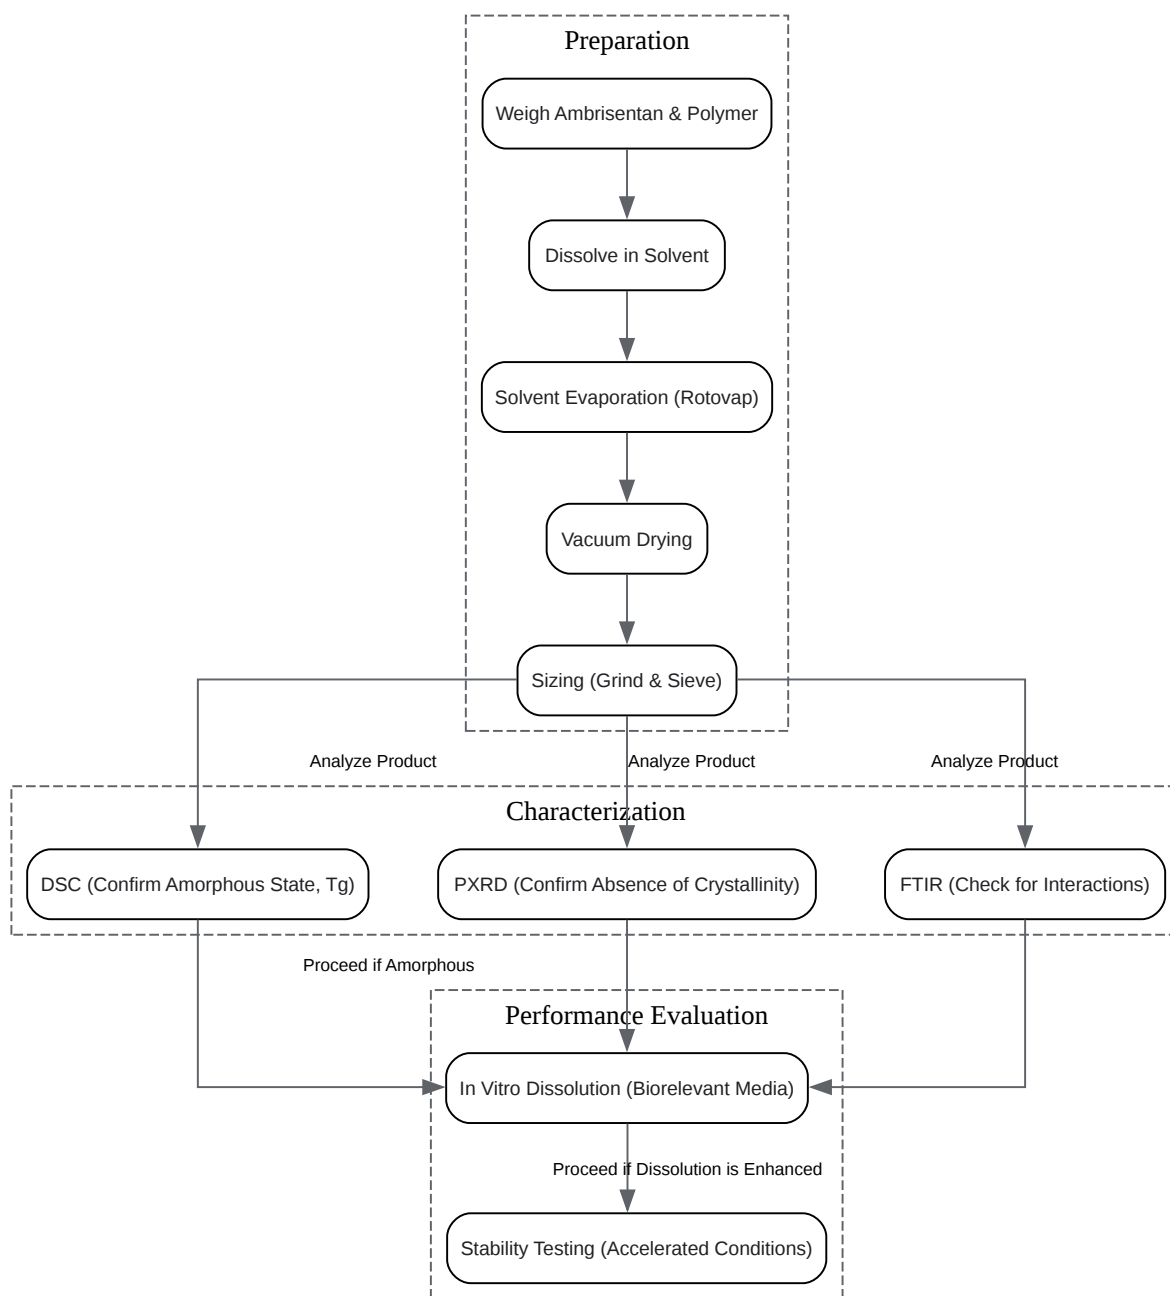 Preparation
Weigh Ambrisentan & Polymer
Dissolve in Solvent
Solvent Evaporation (Rotovap)
Vacuum Drying
Sizing (Grind & Sieve)
Analyze Product
Analyze Product
Analyze Product
Characterization
DSC (Confirm Amorphous State, Tg)
PXRD (Confirm Absence of Crystallinity)
FTIR (Check for Interactions)
Proceed if Amorphous
Performance Evaluation
In Vitro Dissolution (Biorelevant Media)
Proceed if Dissolution is Enhanced
Stability Testing (Accelerated Conditions)